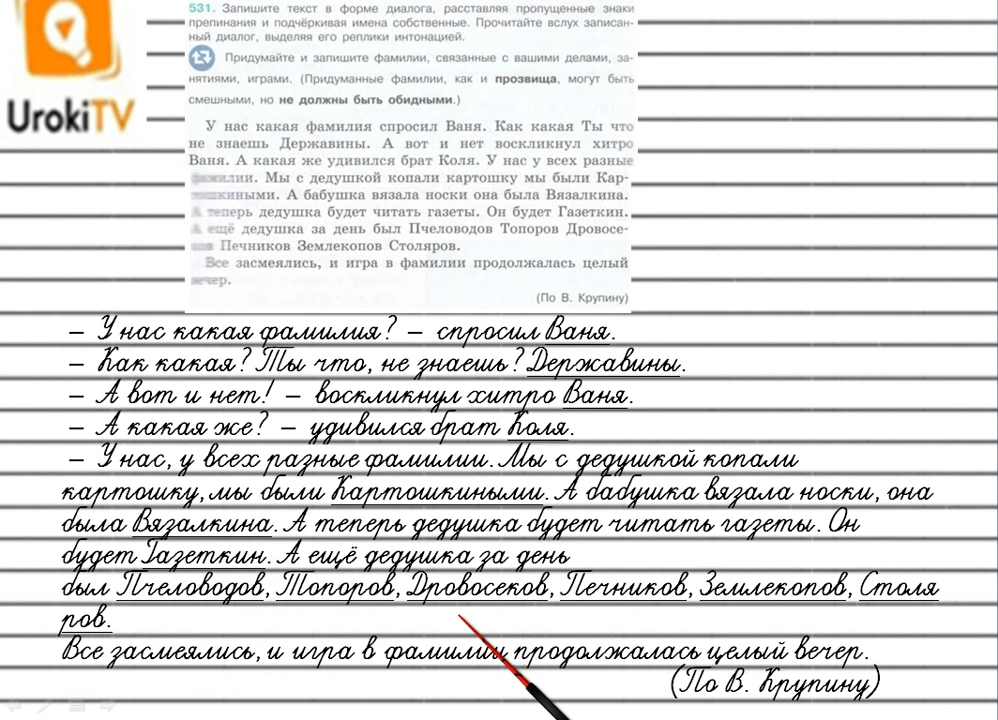 531. Запишите текст в форме диалога, расставляя пропущенные знаки
препинания и подчёркивая имена собственные. Прочитайте вслух записан-
ный диалог, выделяя его реплики интонацией.
Придумайте и запишите фамилии, связанные с вашими делами, за-
нятиями, играми. (Придуманные фамилии, как и прозвища, могут быть
смешными, но не должны быть обидными.)
UrokiTV
У нас какая фамилия спросил Ваня. Как какая Ты что
не знаешь Державины. А вот и нет воскликнул хитро
Ваня. А какая же удивился брат Коля. У нас у всех разные
фамилии. Мы с дедушкой копали картошку мы были Кар-
тошкиными. А бабушка вязала носки она была Вязалкина.
А теперь дедушка будет читать газеты. Он будет Газеткин.
А ещё дедушка за день был Пчеловодов Топоров Дровосе-
ков Печников Землекопов Столяров.
Все засмеялись, и игра в фамилии продолжалась целый
вечер.
(По В. Крупину)
– У нас какая фамилия? – спросил Ваня.
– Как какая? Ты что, не знаешь? Державины.
– А вот и нет! – воскликнул хитро Ваня.
– А какая же? – удивился брат Коля.
– У нас, у всех разные фамилии. Мы с дедушкой копали
картошку, мы были Картошкиными. А бабушка вязала носки, она
была Вязалкина. А теперь дедушка будет читать газеты. Он
будет Газеткин. А ещё дедушка за день
был Пчеловодов, Топоров, Дровосеков, Печников, Землекопов, Столя
ров.
Все засмеялись, и игра в фамилии продолжалась целый вечер.
(По В. Крупину)